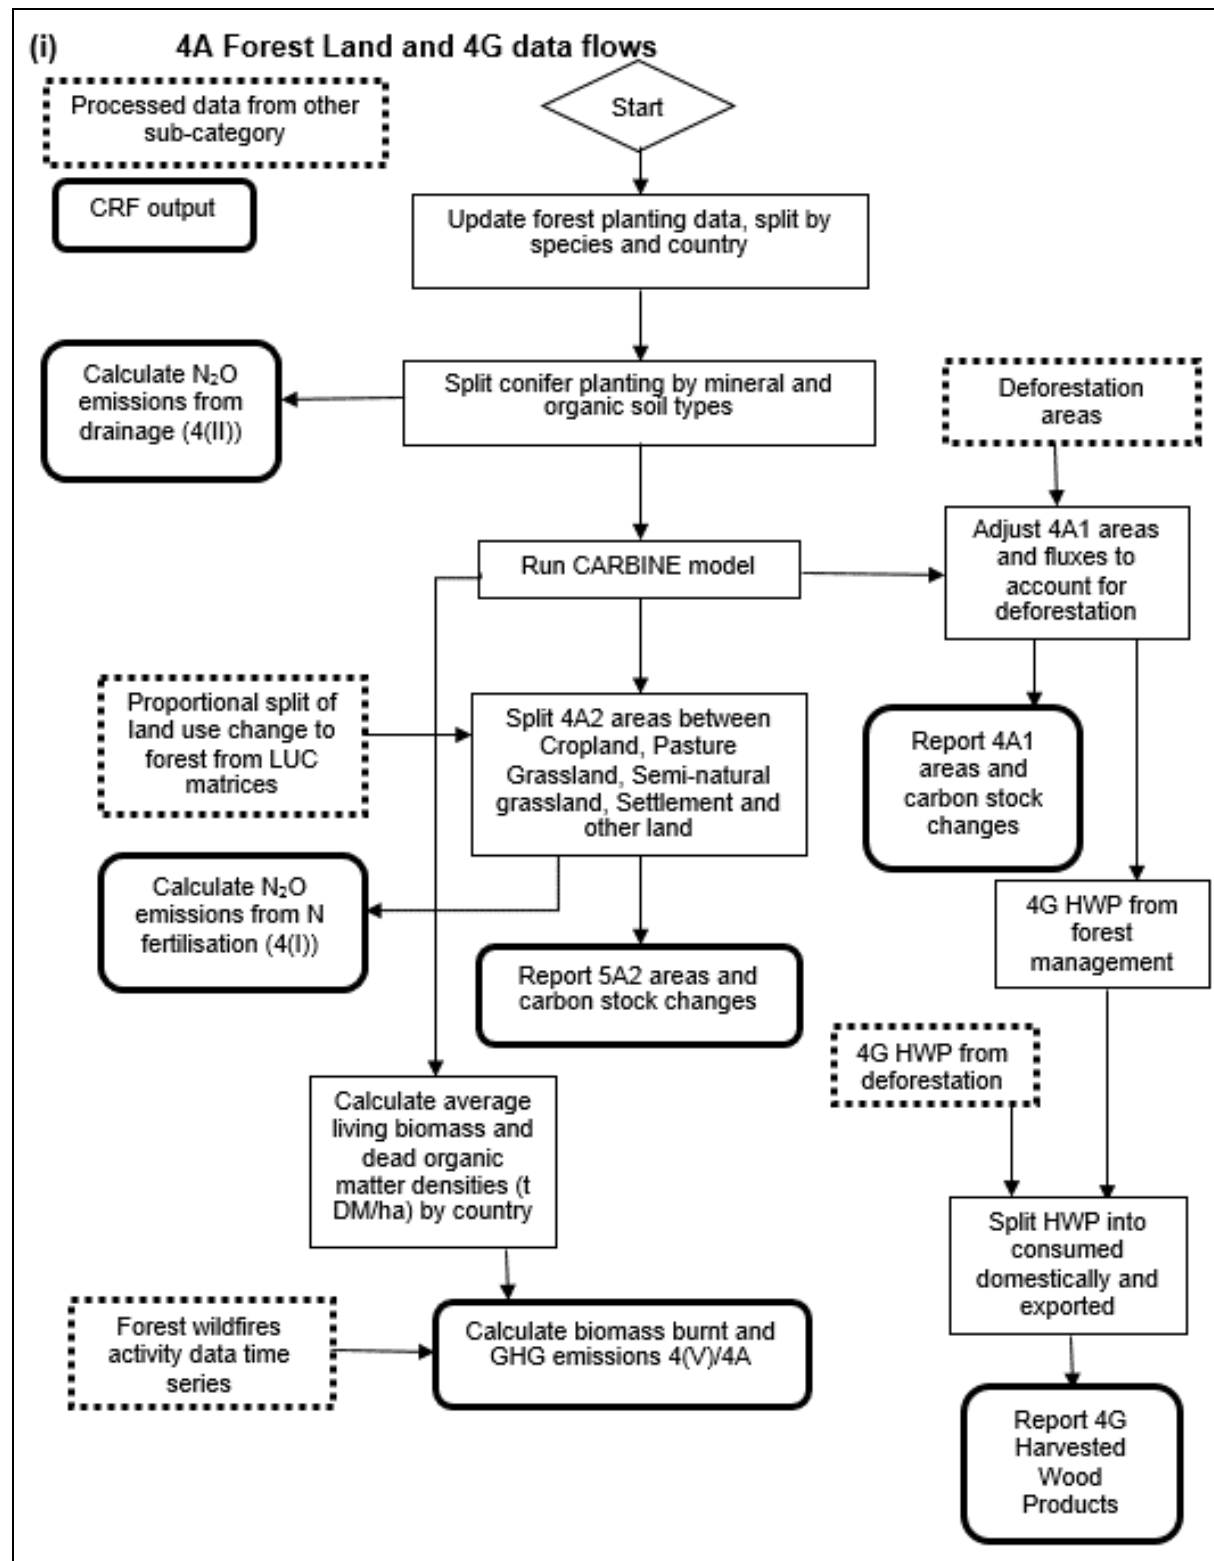 (i) 4A Forest Land and 4G data flows
Processed data from other
sub-category
CRF output
Start
Update forest planting data, split by
species and country
Calculate N₂O
emissions from
drainage (4(II))
Split conifer planting by mineral and
organic soil types
Deforestation
areas
Run CARBINE model
Adjust 4A1 areas
and fluxes to
account for
deforestation
Proportional split of
land use change to
forest from LUC
matrices
Split 4A2 areas between
Cropland, Pasture
Grassland, Semi-natural
grassland, Settlement and
other land
Report 4A1
areas and
carbon stock
changes
Calculate N₂O
emissions from N
fertilisation (4(I))
Report 5A2 areas and
carbon stock changes
4G HWP from
forest
management
4G HWP from
deforestation
Calculate average
living biomass and
dead organic
matter densities (t
DM/ha) by country
Split HWP into
consumed
domestically and
exported
Forest wildfires
activity data time
series
Calculate biomass burnt and
GHG emissions 4(V)/4A
Report 4G
Harvested
Wood
Products